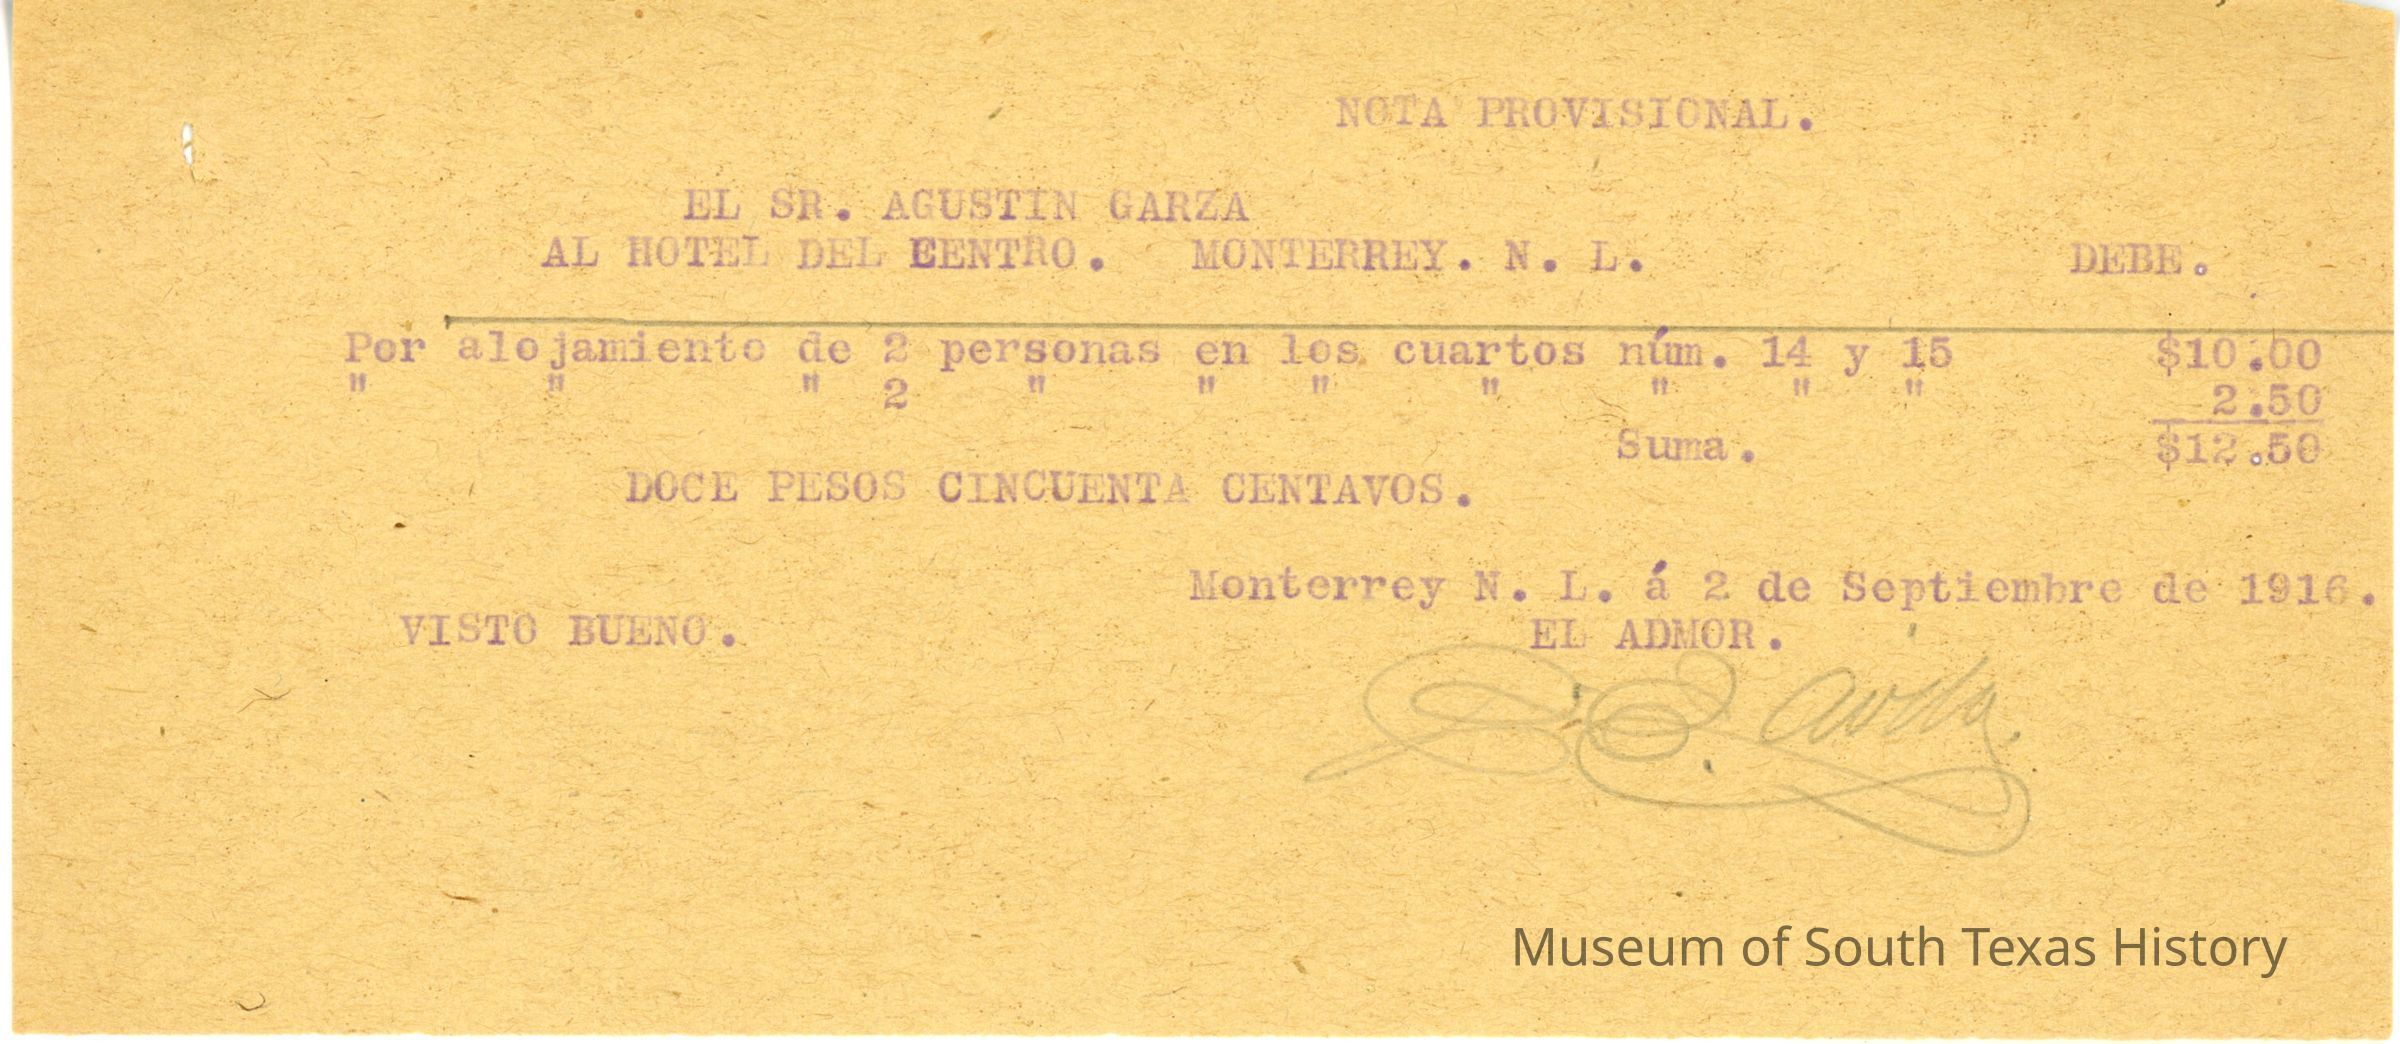 NOTA PROVISIONAL.
EL SR. AGUSTIN GARZA
AL HOTEL DEL CENTRO. MONTERREY. N. L. DEBE.
Por alojamiento de 2 personas en los cuartos núm. 14 y 15 $10.00
" " " 2 " " " " " " " 2.50
Suma. $12.50
DOCE PESOS CINCUENTA CENTAVOS.
Monterrey N. L. á 2 de Septiembre de 1916.
VISTO BUENO. EL ADMOR.
Museum of South Texas History